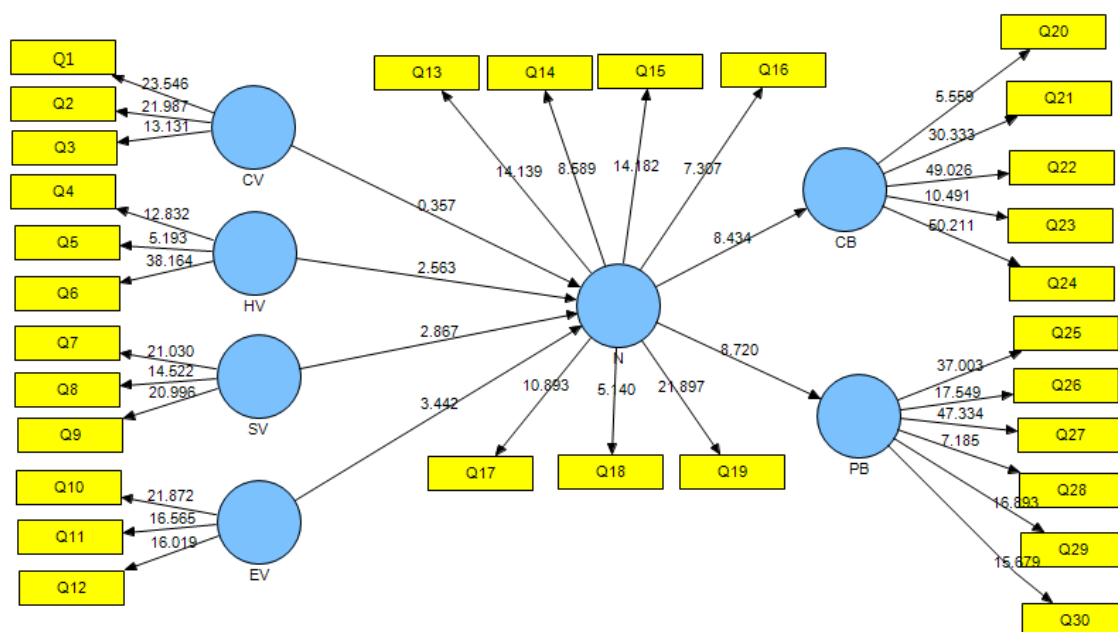 Q1
Q2
Q3
Q4
Q5
Q6
Q7
Q8
Q9
Q10
Q11
Q12
23.546
21.987
13.131
12.832
5.193
38.164
21.030
14.522
20.996
21.872
16.565
16.019
CV
HV
SV
EV
0.357
2.563
2.867
3.442
Q13
Q14
Q15
Q16
14.139
8.589
14.182
7.307
N
10.893
5.140
21.897
Q17
Q18
Q19
8.434
8.720
CB
PB
5.559
30.333
49.026
10.491
50.211
37.003
17.549
47.334
7.185
16.893
15.679
Q20
Q21
Q22
Q23
Q24
Q25
Q26
Q27
Q28
Q29
Q30